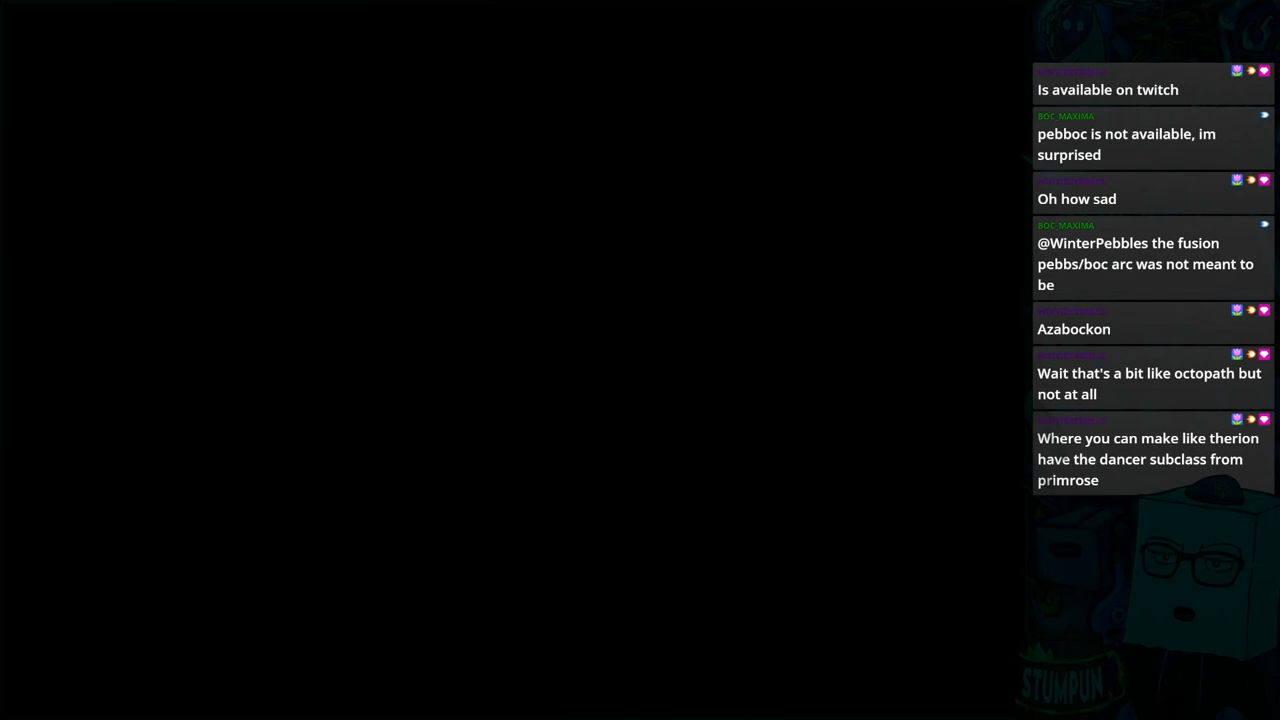 Is available on twitch
BOC_MAXIMA
pebboc is not available, im
surprised
Oh how sad
BOC_MAXIMA
@WinterPebbles the fusion
pebbs/boc arc was not meant to
be
Azabockon
Wait that's a bit like octopath but
not at all
Where you can make like therion
have the dancer subclass from
primrose
STUMPUN